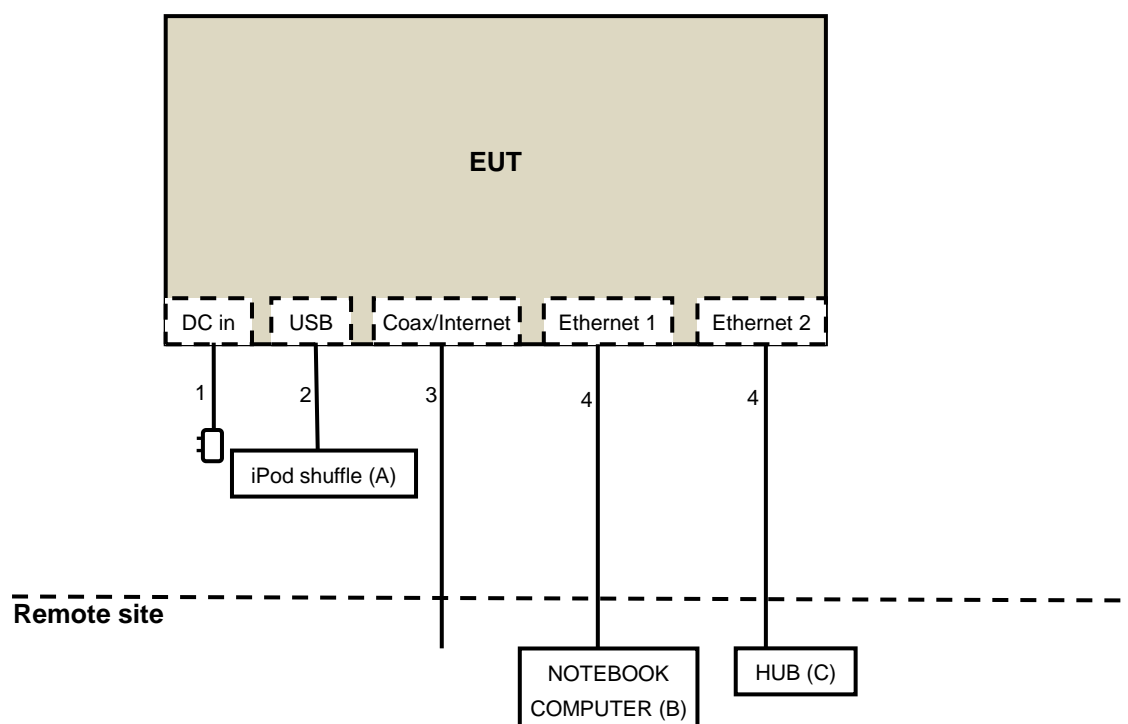 EUT
DC in
USB
Coax/Internet
Ethernet 1
Ethernet 2
1
2
3
4
4
iPod shuffle (A)
Remote site
NOTEBOOK
COMPUTER (B)
HUB (C)